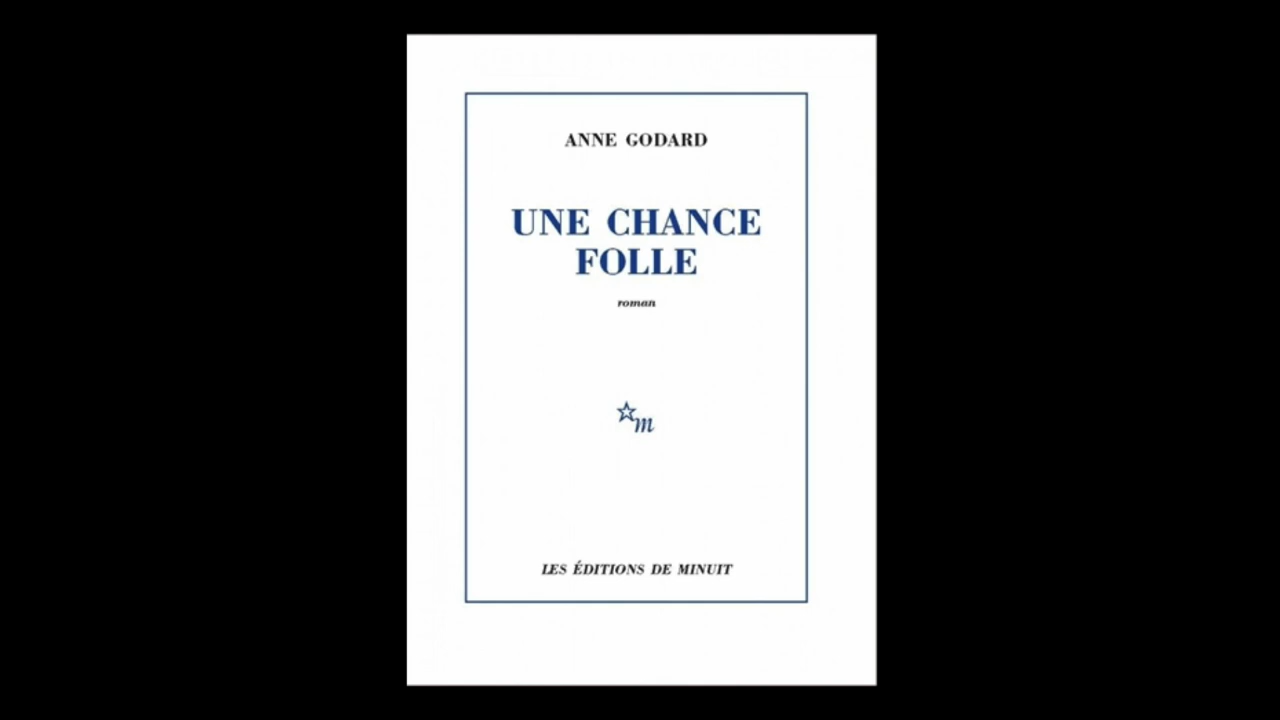 ANNE GODARD
UNE CHANCE
FOLLE
roman
m
LES ÉDITIONS DE MINUIT